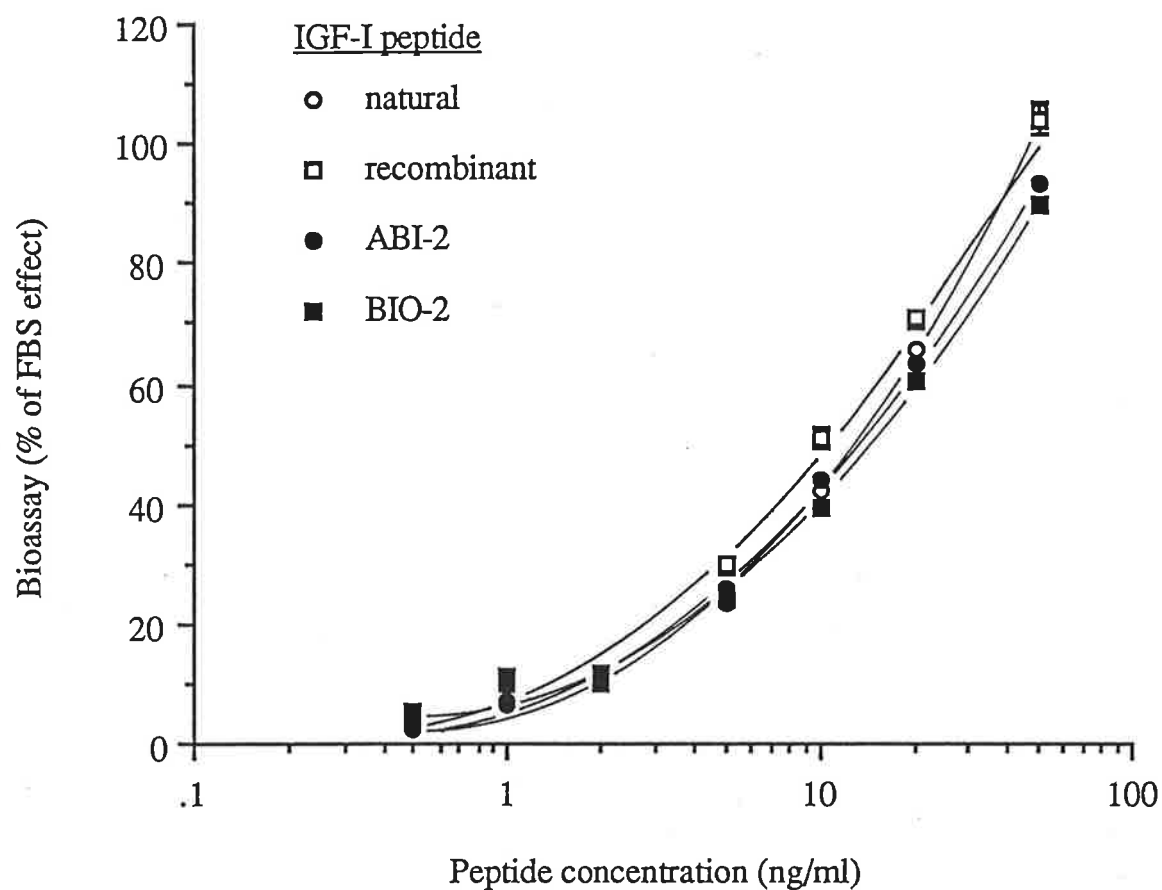 120
100
80
60
40
20
0
Bioassay (% of FBS effect)
IGF-I peptide
natural
recombinant
ABI-2
BIO-2
.1
1
10
100
Peptide concentration (ng/ml)